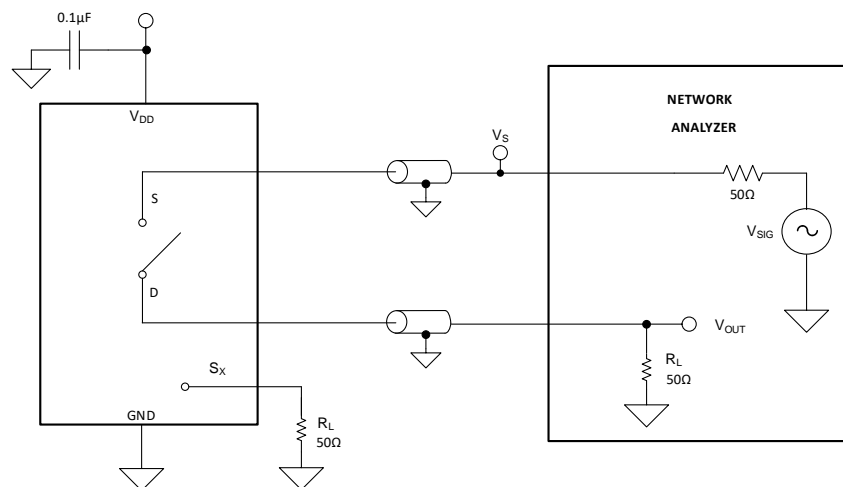 0.1µF
VDD
NETWORK
ANALYZER
VS
S
50Ω
VSIG
D
VOUT
SX
RL
50Ω
GND
RL
50Ω